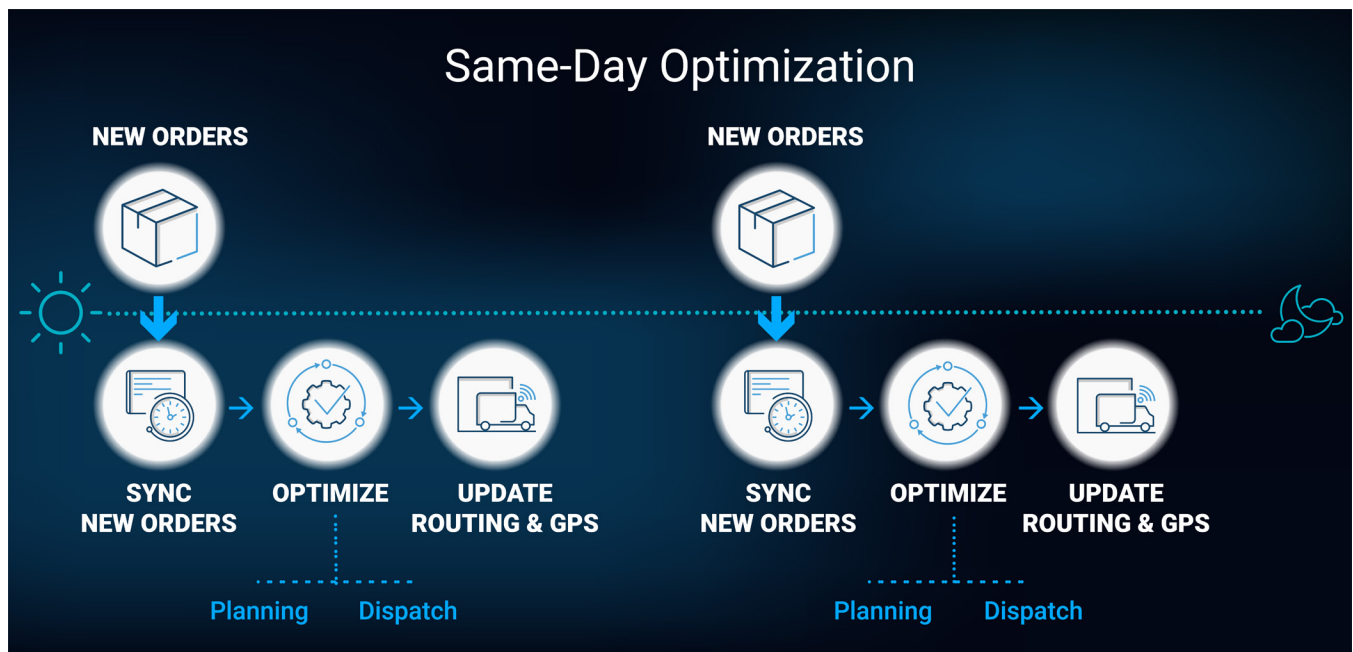 Same-Day Optimization
NEW ORDERS
NEW ORDERS
SYNC
NEW ORDERS
OPTIMIZE
UPDATE
ROUTING & GPS
SYNC
NEW ORDERS
OPTIMIZE
UPDATE
ROUTING & GPS
Planning
Dispatch
Planning
Dispatch